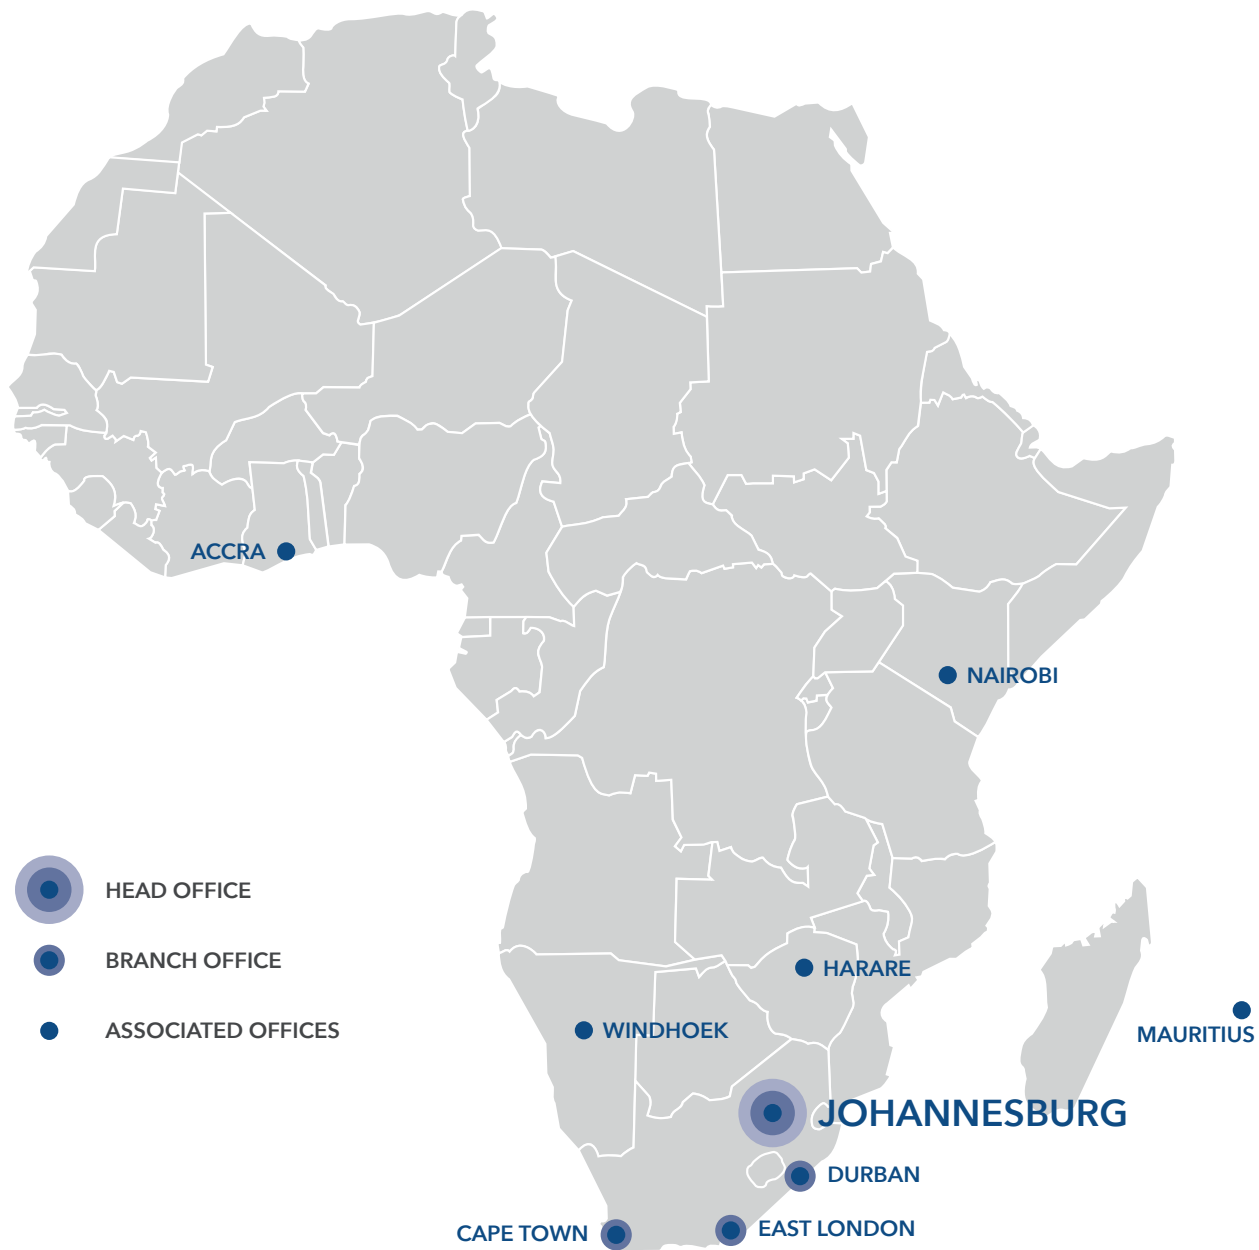 ACCRA
NAIROBI
HEAD OFFICE
BRANCH OFFICE
ASSOCIATED OFFICES
HARARE
WINDHOEK
MAURITIUS
JOHANNESBURG
DURBAN
EAST LONDON
CAPE TOWN